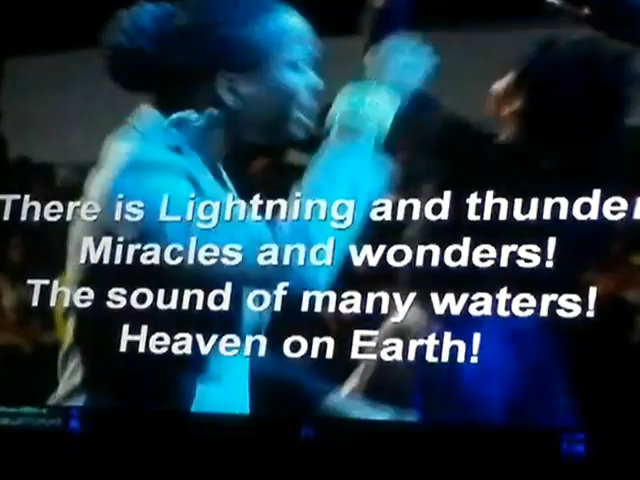 There is Lightning and thunder
Miracles and wonders!
The sound of many waters!
Heaven on Earth!